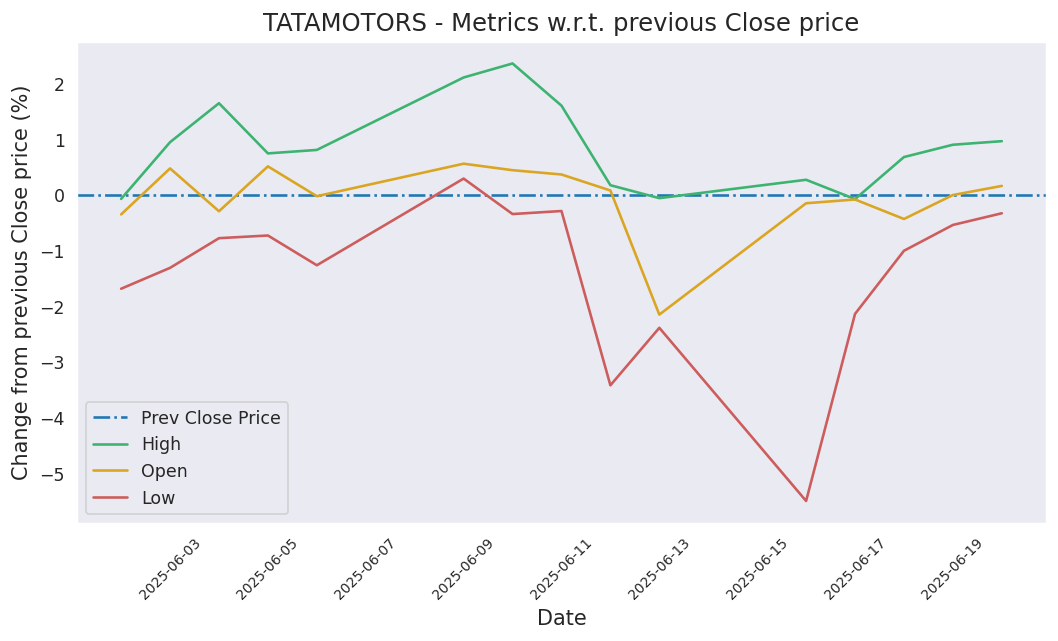 TATAMOTORS - Metrics w.r.t. previous Close price
Change from previous Close price (%)
2
1
0
−1
−2
−3
−4
−5
Prev Close Price
High
Open
Low
2025-06-03
2025-06-05
2025-06-07
2025-06-09
2025-06-11
2025-06-13
2025-06-15
2025-06-17
2025-06-19
Date